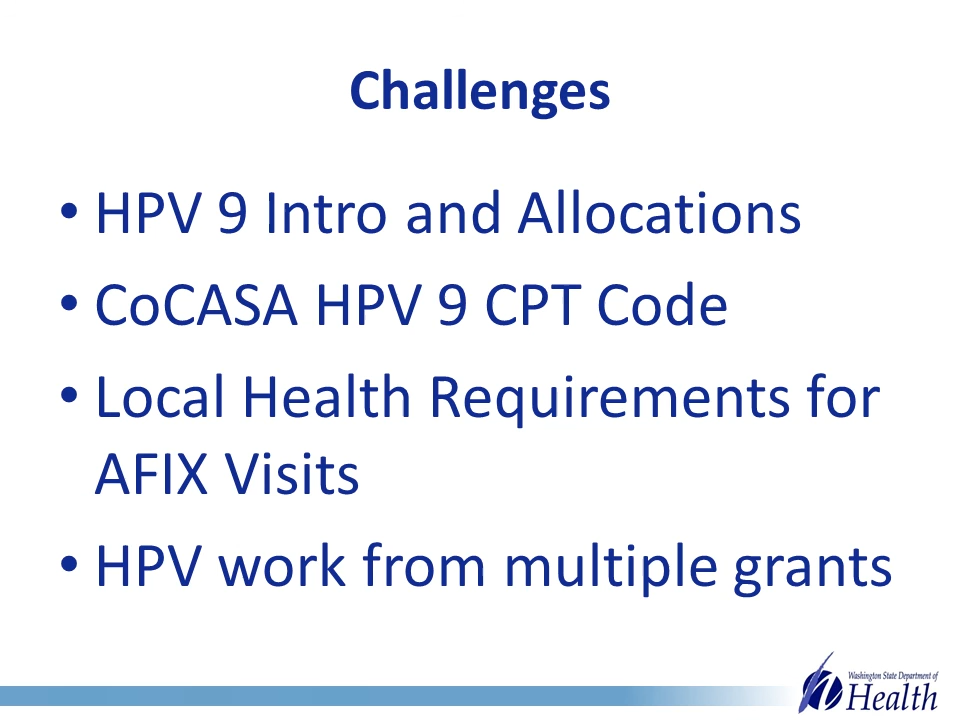 Challenges
• HPV 9 Intro and Allocations
• CoCASA HPV 9 CPT Code
• Local Health Requirements for
AFIX Visits
• HPV work from multiple grants
Washington State Department of
Health